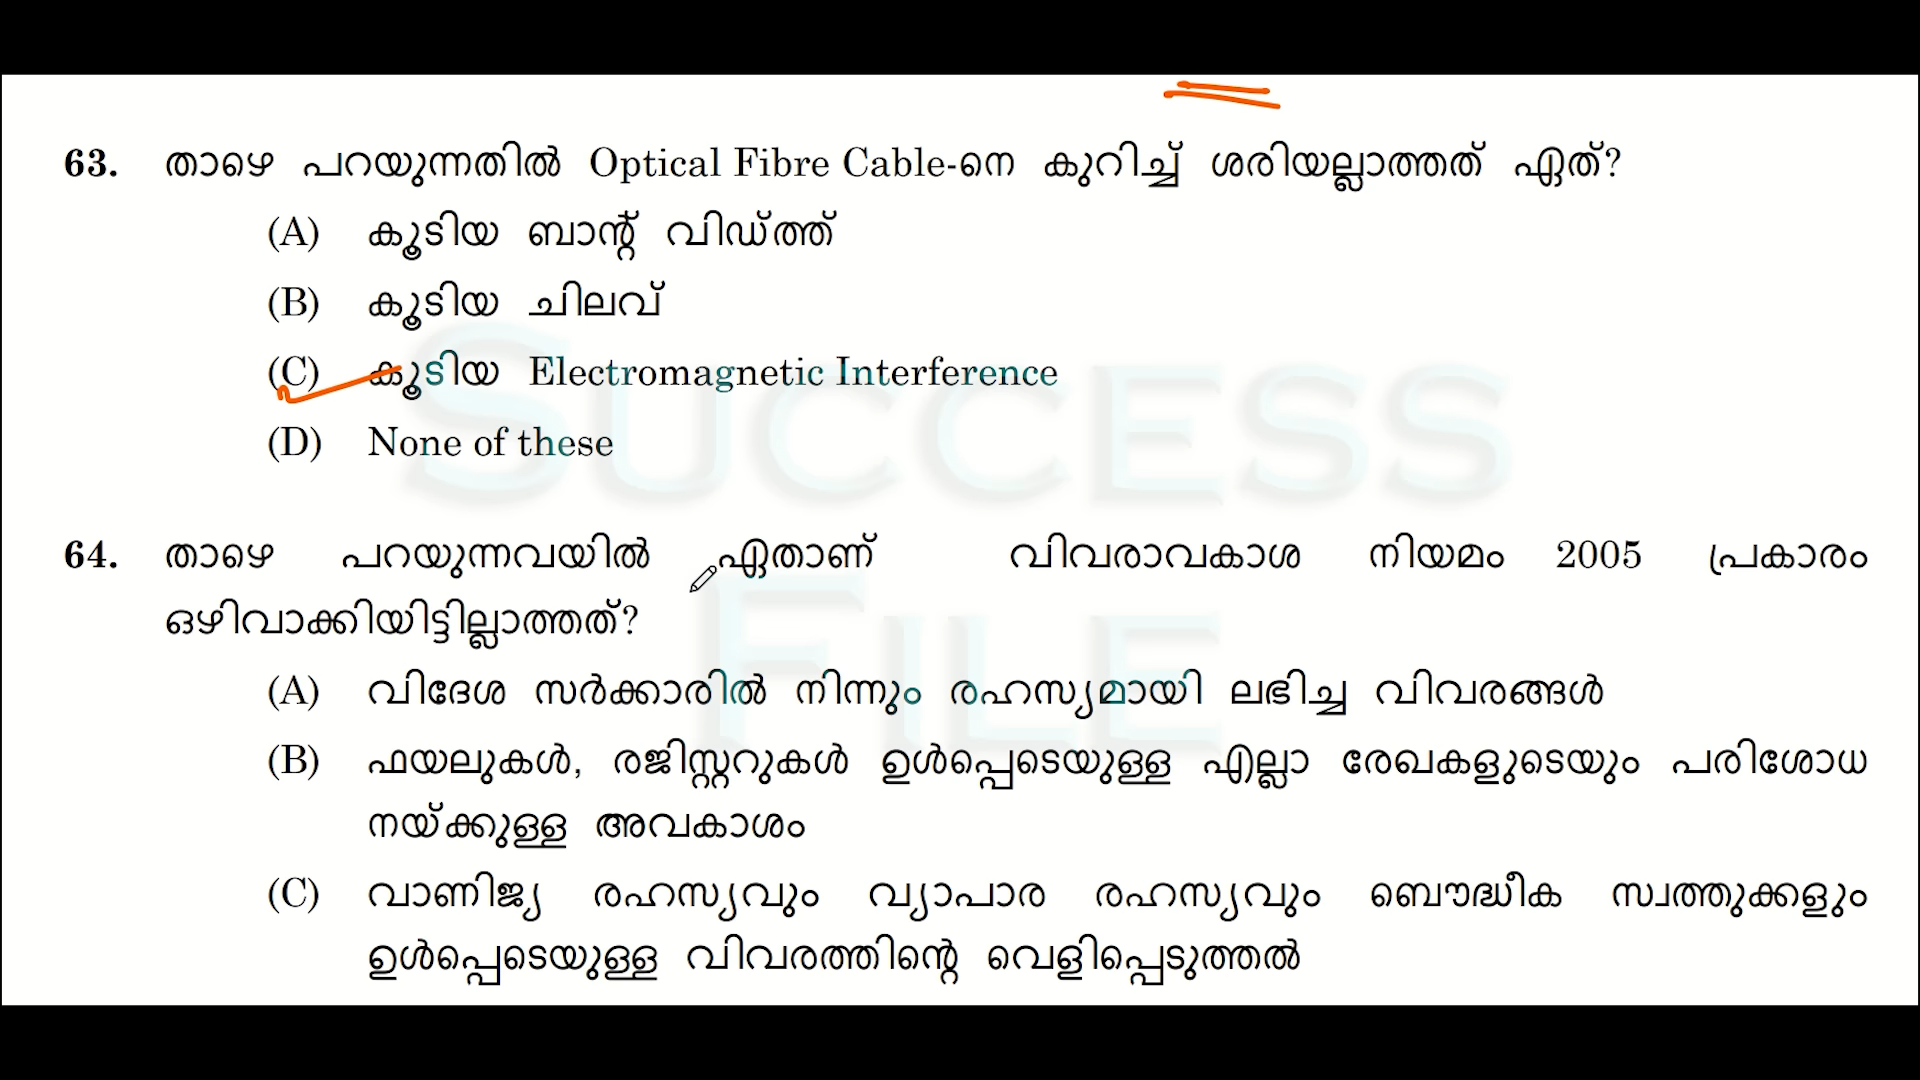 63. താഴെ പറയുന്നതിൽ Optical Fibre Cable-നെ കുറിച്ച് ശരിയല്ലാത്തത് ഏത്?
(A) കൂടിയ ബാന്റ് വിഡ്ത്ത്
(B) കൂടിയ ചിലവ്
(C) കൂടിയ Electromagnetic Interference
(D) None of these
SUCCESS
64. താഴെ പറയുന്നവയിൽ ഏതാണ് വിവരാവകാശ നിയമം 2005 പ്രകാരം
ഒഴിവാക്കിയിട്ടില്ലാത്തത്?
FILE
(A) വിദേശ സർക്കാരിൽ നിന്നും രഹസ്യമായി ലഭിച്ച വിവരങ്ങൾ
(B) ഫയലുകൾ, രജിസ്റ്ററുകൾ ഉൾപ്പെടെയുള്ള എല്ലാ രേഖകളുടെയും പരിശോധ
നയ്ക്കുള്ള അവകാശം
(C) വാണിജ്യ രഹസ്യവും വ്യാപാര രഹസ്യവും ബൌദ്ധീക സ്വത്തുക്കളും
ഉൾപ്പെടെയുള്ള വിവരത്തിന്റെ വെളിപ്പെടുത്തൽ